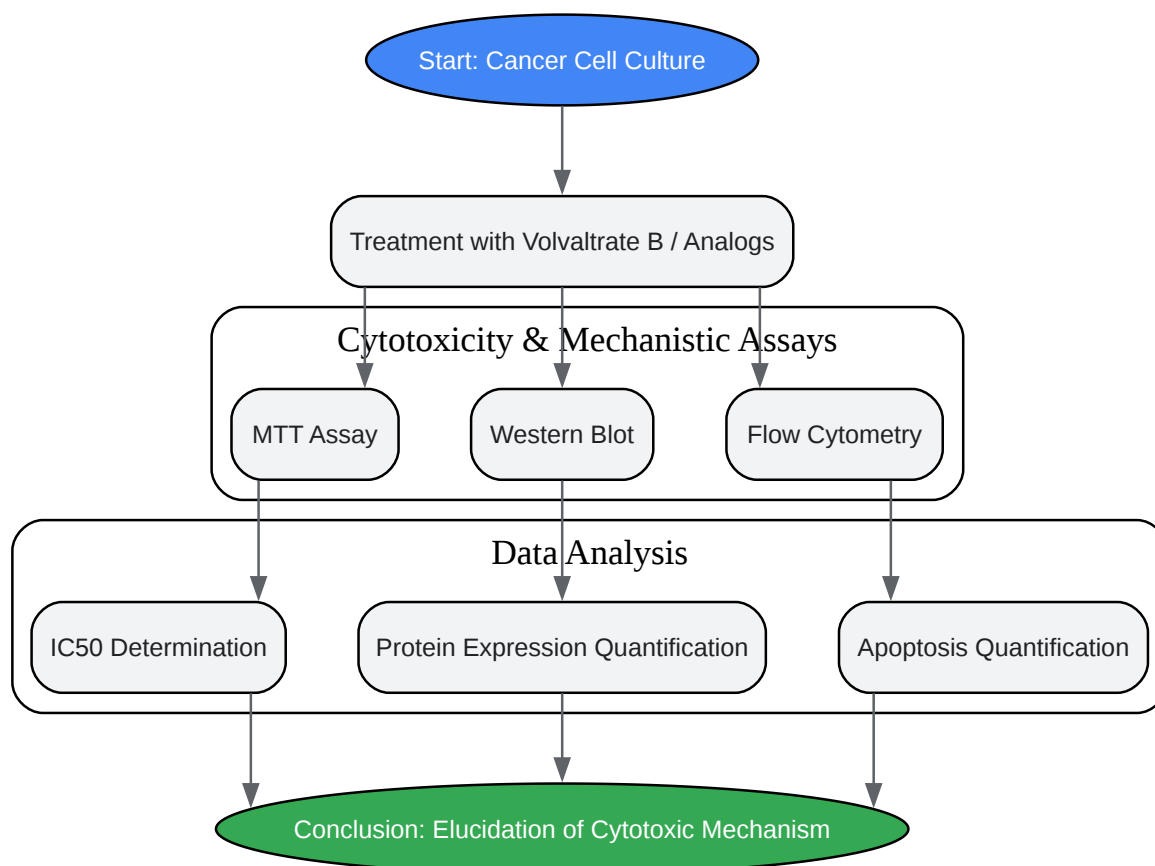 Start: Cancer Cell Culture
Treatment with Volvaltrate B / Analogs
Cytotoxicity & Mechanistic Assays
MTT Assay
Western Blot
Flow Cytometry
Data Analysis
IC50 Determination
Protein Expression Quantification
Apoptosis Quantification
Conclusion: Elucidation of Cytotoxic Mechanism